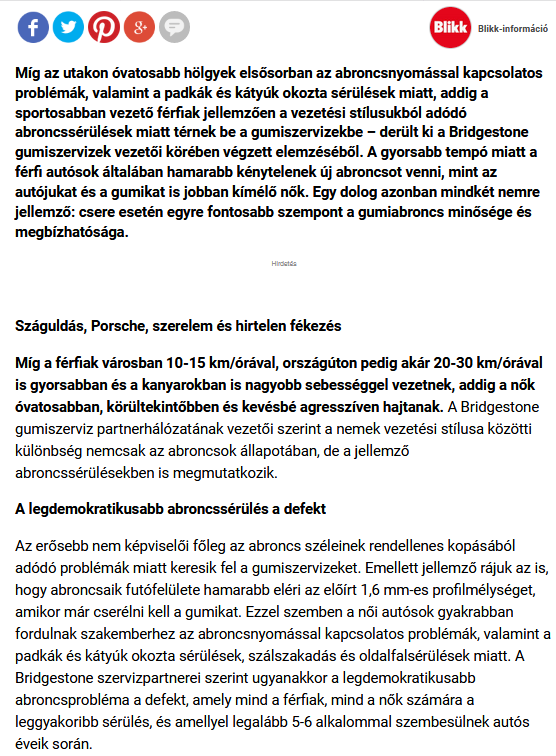 Blikk
Blikk-információ
Míg az utakon óvatosabb hölgyek elsősorban az abroncsnyomással kapcsolatos
problémák, valamint a padkák és kátyúk okozta sérülések miatt, addig a
sportosabban vezető férfiak jellemzően a vezetési stílusukból adódó
abroncssérülések miatt térnek be a gumiszervizekbe – derült ki a Bridgestone
gumiszervizek vezetői körében végzett elemzéséből. A gyorsabb tempó miatt a
férfi autósok általában hamarabb kénytelenek új abroncsot venni, mint az
autójukat és a gumikat is jobban kímélő nők. Egy dolog azonban mindkét nemre
jellemző: csere esetén egyre fontosabb szempont a gumiabroncs minősége és
megbízhatósága.
Hirdetés
Száguldás, Porsche, szerelem és hirtelen fékezés
Míg a férfiak városban 10-15 km/órával, országúton pedig akár 20-30 km/órával
is gyorsabban és a kanyarokban is nagyobb sebességgel vezetnek, addig a nők
óvatosabban, körültekintőbben és kevésbé agresszíven hajtanak. A Bridgestone
gumiszerviz partnerhálózatának vezetői szerint a nemek vezetési stílusa közötti
különbség nemcsak az abroncsok állapotában, de a jellemző
abroncssérülésekben is megmutatkozik.
A legdemokratikusabb abroncssérülés a defekt
Az erősebb nem képviselői főleg az abroncs széleinek rendellenes kopásából
adódó problémák miatt keresik fel a gumiszervizeket. Emellett jellemző rájuk az is,
hogy abroncsaik futófelülete hamarabb eléri az előírt 1,6 mm-es profilmélységet,
amikor már cserélni kell a gumikat. Ezzel szemben a női autósok gyakrabban
fordulnak szakemberhez az abroncsnyomással kapcsolatos problémák, valamint a
padkák és kátyúk okozta sérülések, szálszakadás és oldalfalsérülések miatt. A
Bridgestone szervizpartnerei szerint ugyanakkor a legdemokratikusabb
abroncsprobléma a defekt, amely mind a férfiak, mind a nők számára a
leggyakoribb sérülés, és amellyel legalább 5-6 alkalommal szembesülnek autós
éveik során.